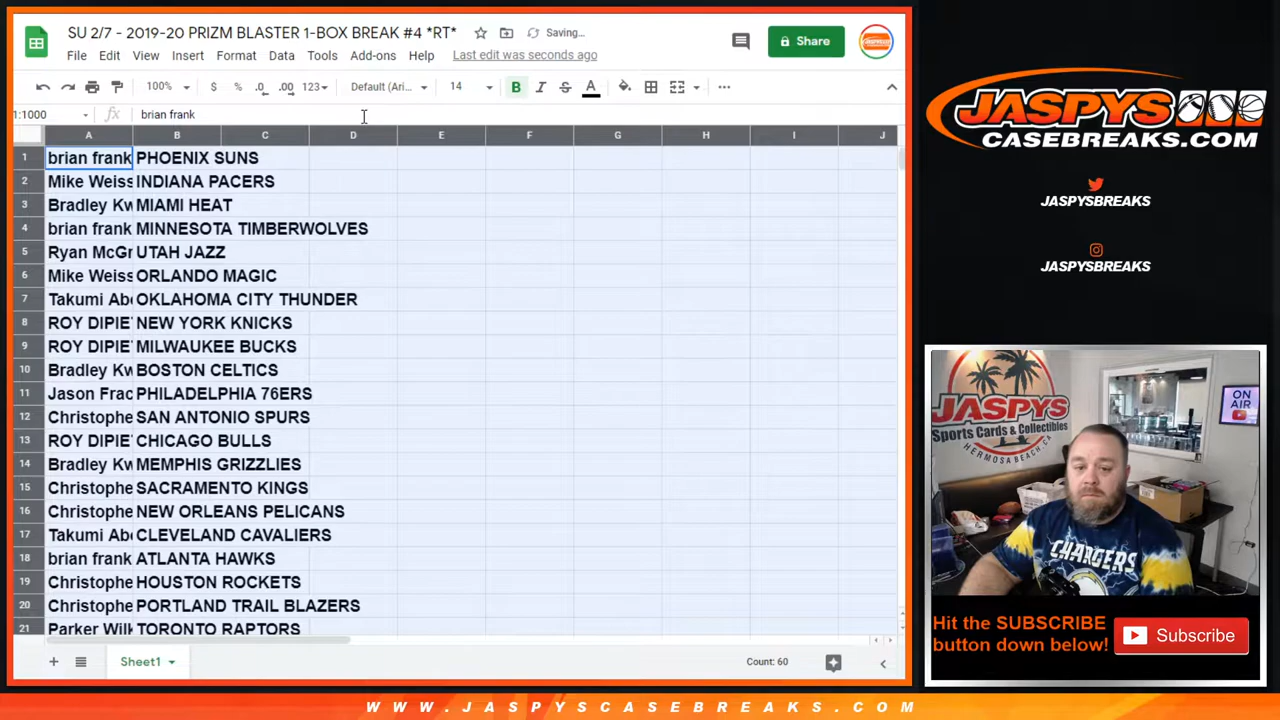 SU 2/7 - 2019-20 PRIZM BLASTER 1-BOX BREAK #4 *RT*
Saving...
Share
File Edit View Insert Format Data Tools Add-ons Help Last edit was seconds ago
100% $ % .0 .00 123 Default (Ari... 14 B I S A
1:1000 fx brian frank
A B C D E F G H I J
1 brian frank PHOENIX SUNS
2 Mike Weiss INDIANA PACERS
3 Bradley Kw MIAMI HEAT
4 brian frank MINNESOTA TIMBERWOLVES
5 Ryan McGr UTAH JAZZ
6 Mike Weiss ORLANDO MAGIC
7 Takumi Abe OKLAHOMA CITY THUNDER
8 ROY DIPIE NEW YORK KNICKS
9 ROY DIPIE MILWAUKEE BUCKS
10 Bradley Kw BOSTON CELTICS
11 Jason Frac PHILADELPHIA 76ERS
12 Christophe SAN ANTONIO SPURS
13 ROY DIPIE CHICAGO BULLS
14 Bradley Kw MEMPHIS GRIZZLIES
15 Christophe SACRAMENTO KINGS
16 Christophe NEW ORLEANS PELICANS
17 Takumi Abe CLEVELAND CAVALIERS
18 brian frank ATLANTA HAWKS
19 Christophe HOUSTON ROCKETS
20 Christophe PORTLAND TRAIL BLAZERS
21 Parker Wilk TORONTO RAPTORS
Sheet1
Count: 60
JASPYS
CASEBREAKS.COM
JASPYSBREAKS
JASPYSBREAKS
JASPYS
Sports Cards & Collectibles
HERMOSA BEACH, CA
ON
AIR
CHARGERS
Hit the SUBSCRIBE
button down below!
Subscribe
WWW.JASPYSCASEBREAKS.COM